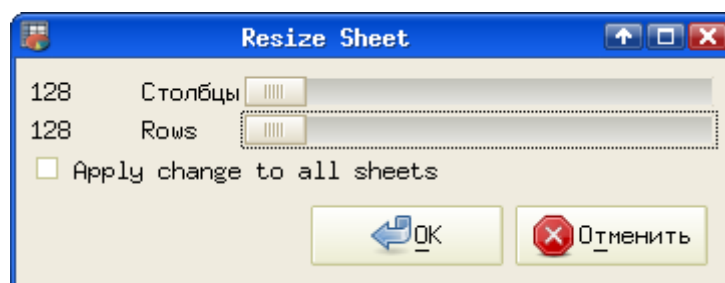 Resize Sheet
128 Столбцы
128 Rows
Apply change to all sheets
OK Отменить